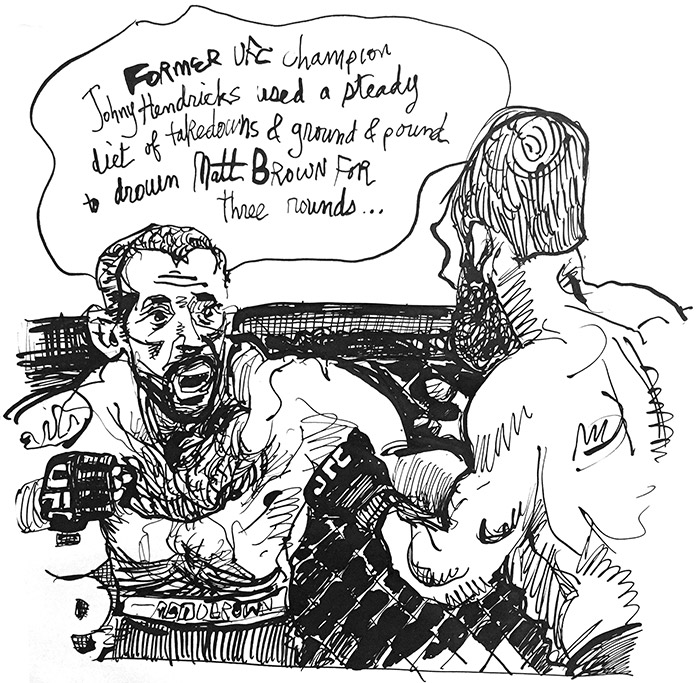 FORMER UFC champion
Johny Hendricks used a steady
diet of takedowns & ground & pound
to drown Matt BROWN FOR
three rounds...
UFC